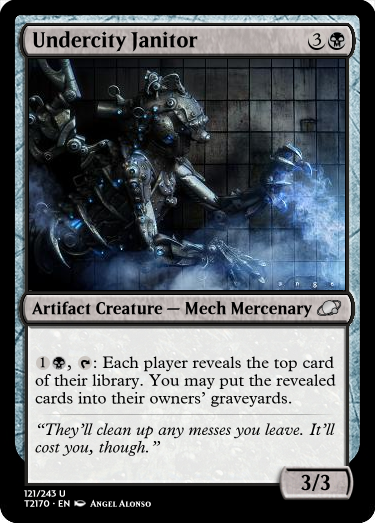 Undercity Janitor 3
Artifact Creature — Mech Mercenary
1, : Each player reveals the top card
of their library. You may put the revealed
cards into their owners' graveyards.
"They'll clean up any messes you leave. It'll
cost you, though."
3/3
121/243 U
T2170 · EN Angel Alonso